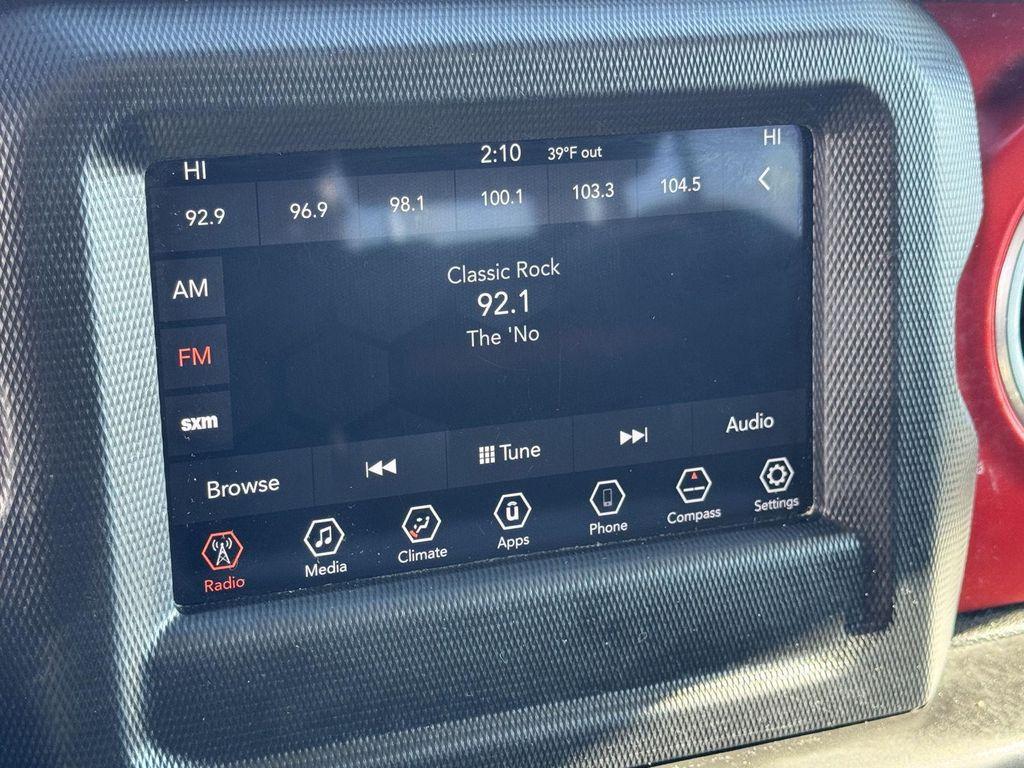 HI 2:10 39°F out HI
92.9 96.9 98.1 100.1 103.3 104.5
Classic Rock
AM
92.1
The 'No
FM
sxm
Browse Tune Audio
Radio Media Climate Apps Phone Compass Settings